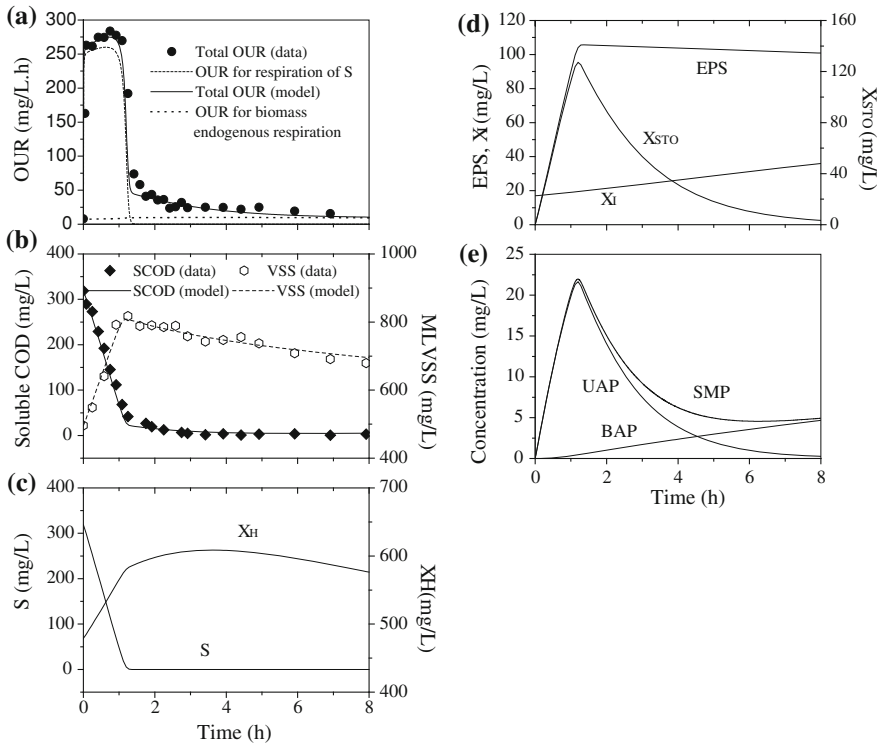 (a)
300
250
200
150
100
50
0
OUR (mg/L.h)
Total OUR (data)
OUR for respiration of S
Total OUR (model)
OUR for biomass
endogenous respiration
(b)
400
300
200
100
0
Soluble COD (mg/L)
SCOD (data)
VSS (data)
SCOD (model)
VSS (model)
1000
800
600
400
MLVSS (mg/L)
(c)
400
300
200
100
0
S (mg/L)
XH
S
700
600
500
400
XH(mg/L)
0 2 4 6 8
Time (h)
(d)
120
100
80
60
40
20
0
EPS, XI (mg/L)
EPS
XSTO
XI
160
120
80
40
0
XSTO (mg/L)
(e)
25
20
15
10
5
0
Concentration (mg/L)
UAP
SMP
BAP
0 2 4 6 8
Time (h)